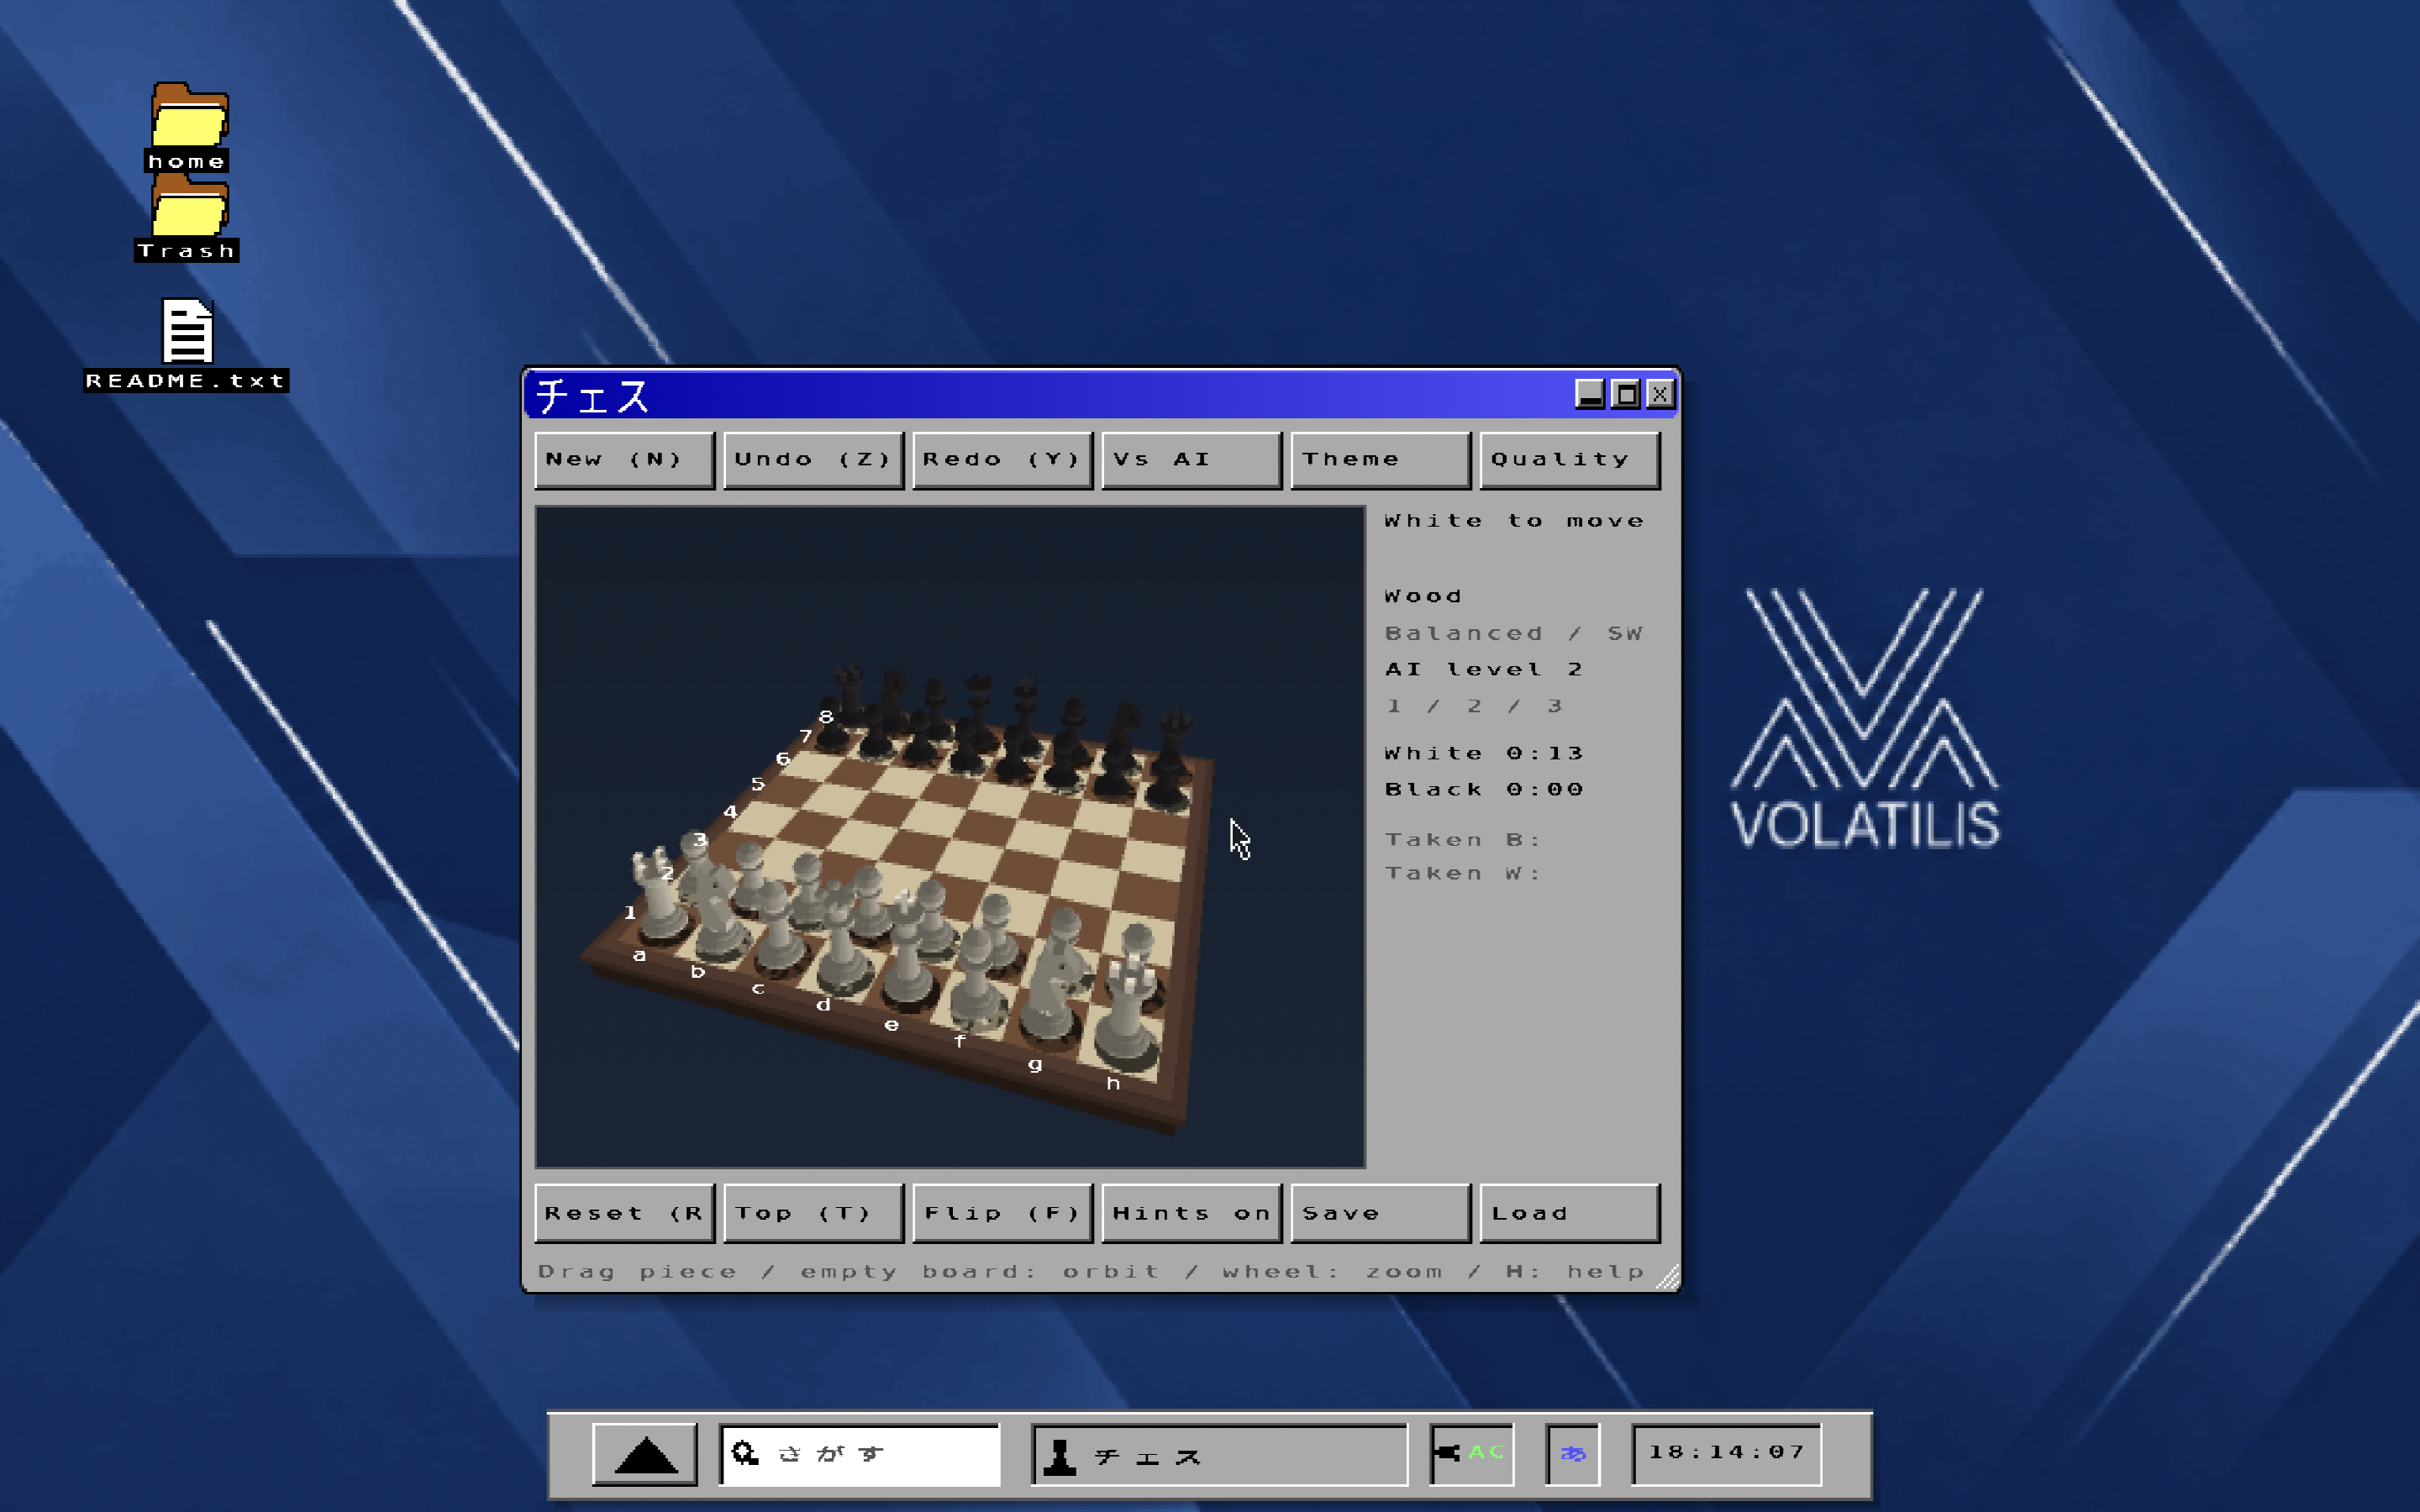 home
Trash
README.txt
チェス
New (N) Undo (Z) Redo (Y) Vs AI Theme Quality
White to move
Wood
Balanced / SW
AI level 2
1 / 2 / 3
White 0:13
Black 0:00
Taken B:
Taken W:
8
7
6
5
4
3
2
1
a b c d e f g h
VOLATILIS
Reset (R Top (T) Flip (F) Hints on Save Load
Drag piece / empty board: orbit / wheel: zoom / H: help
さがす チェス AC あ 18:14:07